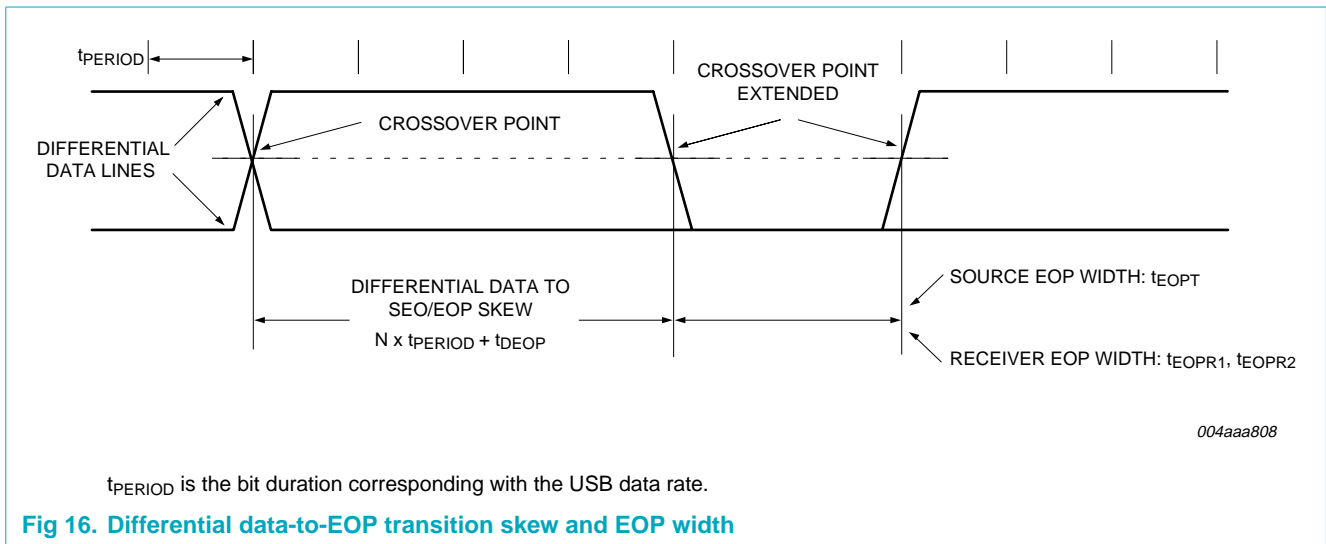 tPERIOD
CROSSOVER POINT
EXTENDED
CROSSOVER POINT
DIFFERENTIAL
DATA LINES
DIFFERENTIAL DATA TO
SEO/EOP SKEW
N x tPERIOD + tDEOP
SOURCE EOP WIDTH: tEOPT
RECEIVER EOP WIDTH: tEOPR1, tEOPR2
004aaa808
tPERIOD is the bit duration corresponding with the USB data rate.
Fig 16. Differential data-to-EOP transition skew and EOP width